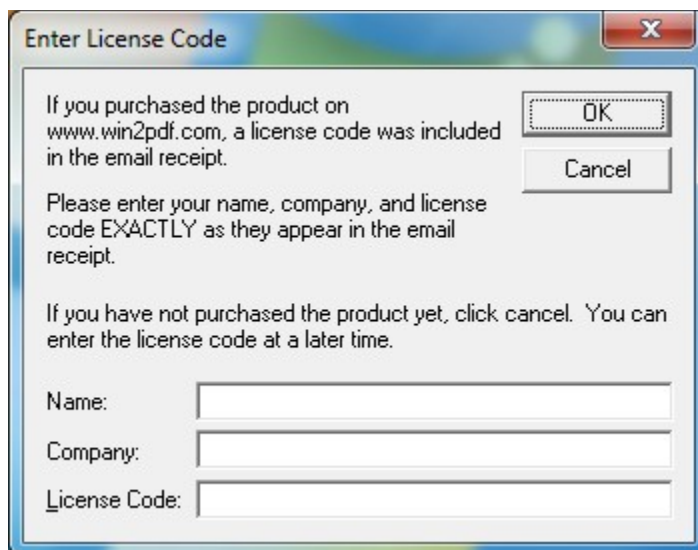 Enter License Code
x
If you purchased the product on
www.win2pdf.com, a license code was included
in the email receipt.
OK
Cancel
Please enter your name, company, and license
code EXACTLY as they appear in the email
receipt.
If you have not purchased the product yet, click cancel.  You can
enter the license code at a later time.
Name:
Company:
License Code: